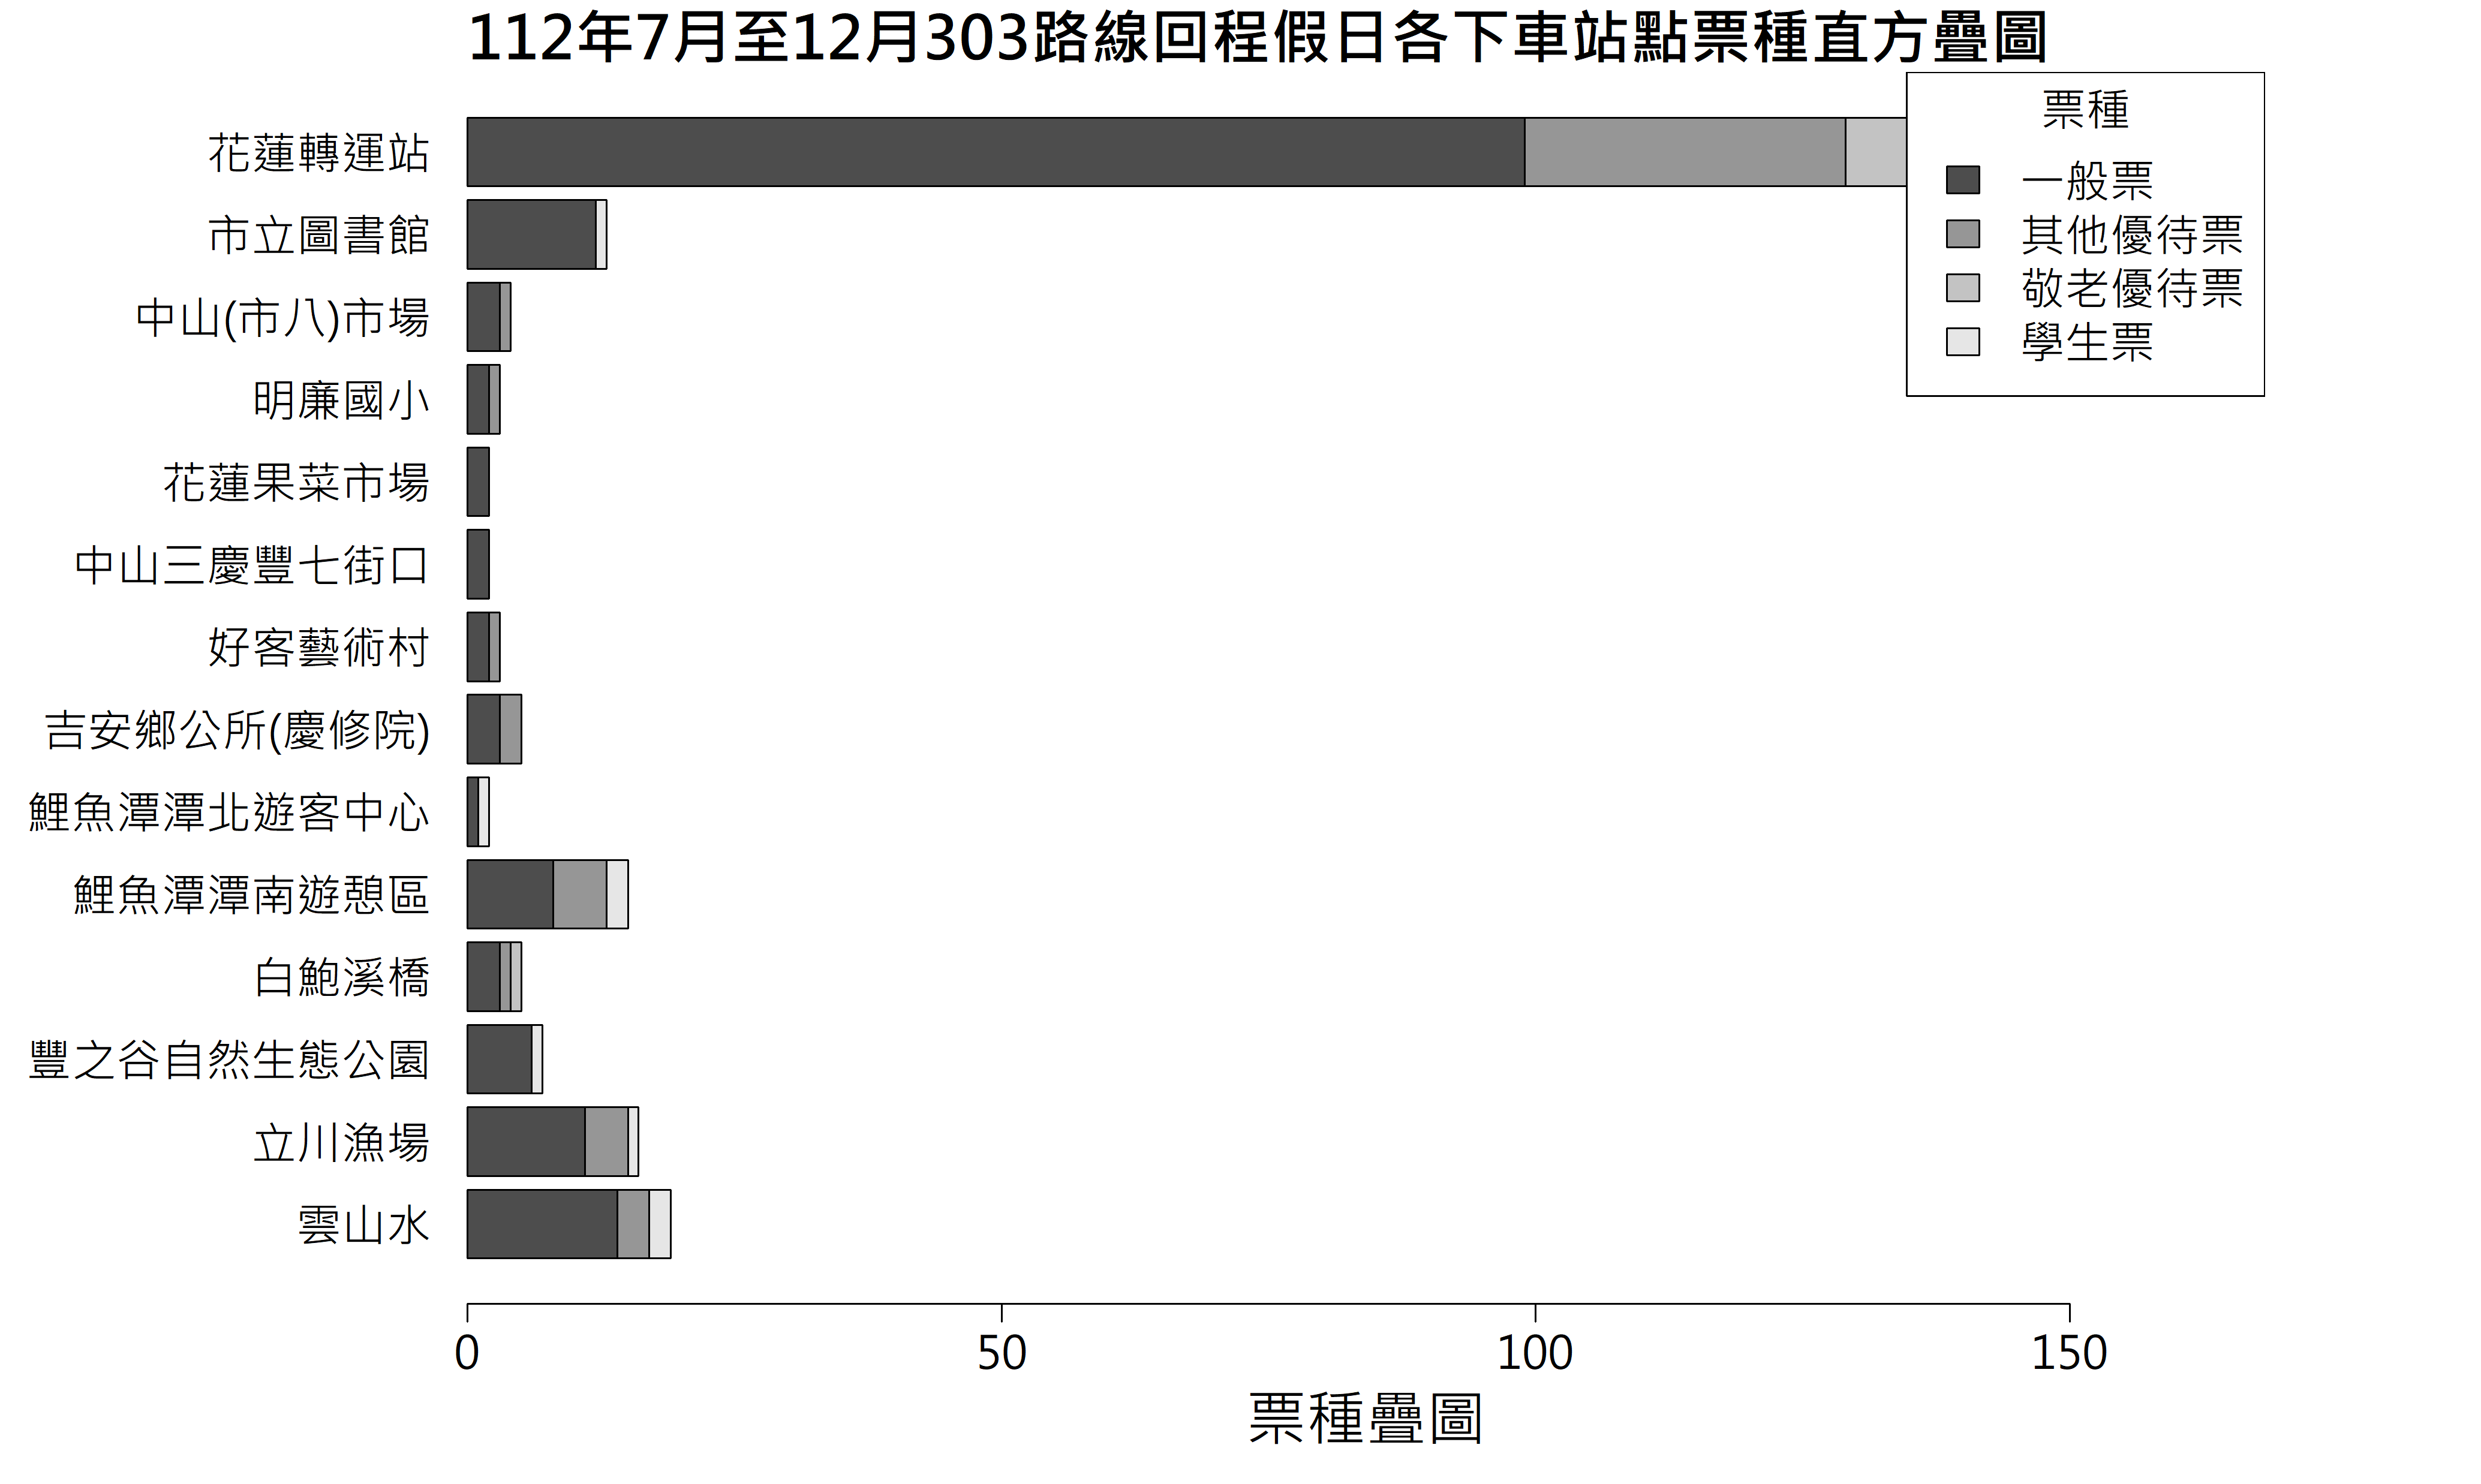 112年7月至12月303路線回程假日各下車站點票種直方疊圖
票種
一般票
其他優待票
敬老優待票
學生票
花蓮轉運站
市立圖書館
中山(市八)市場
明廉國小
花蓮果菜市場
中山三慶豐七街口
好客藝術村
吉安鄉公所(慶修院)
鯉魚潭潭北遊客中心
鯉魚潭潭南遊憩區
白鮑溪橋
豐之谷自然生態公園
立川漁場
雲山水
0 50 100 150
票種疊圖